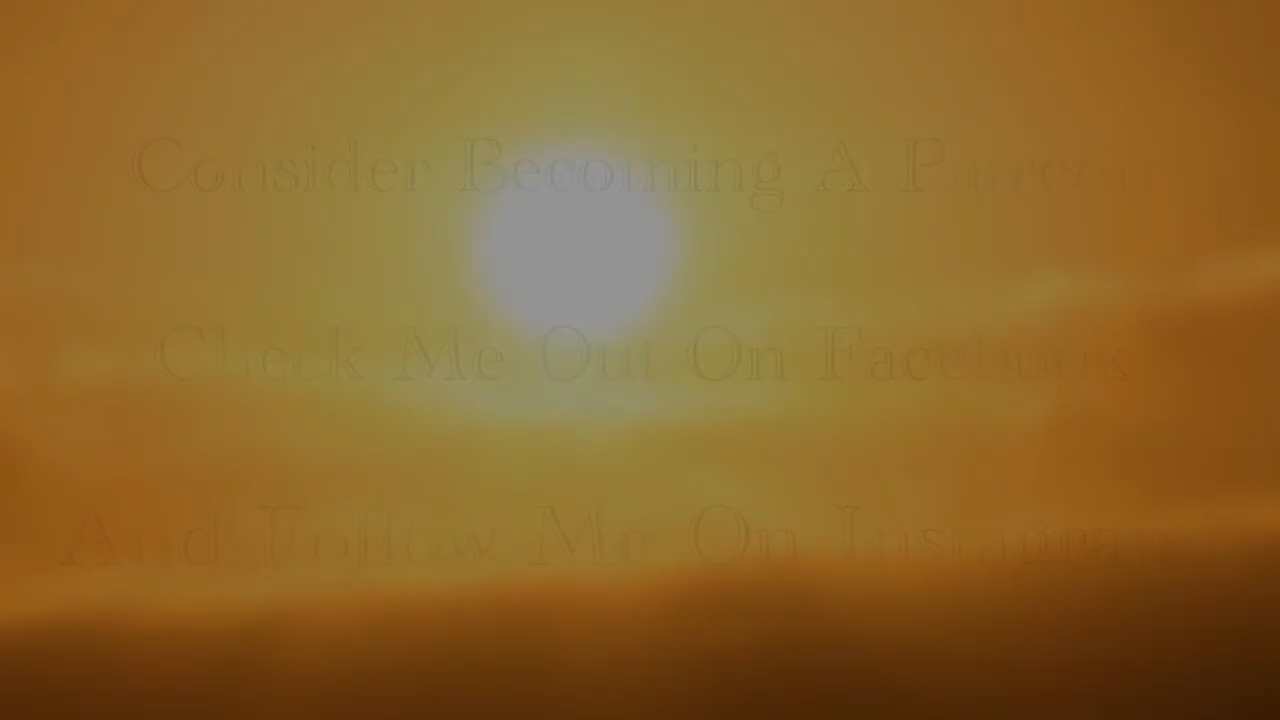 Consider Becoming A Patreon
Check Me Out On Facebook
And Follow Me On Instagram